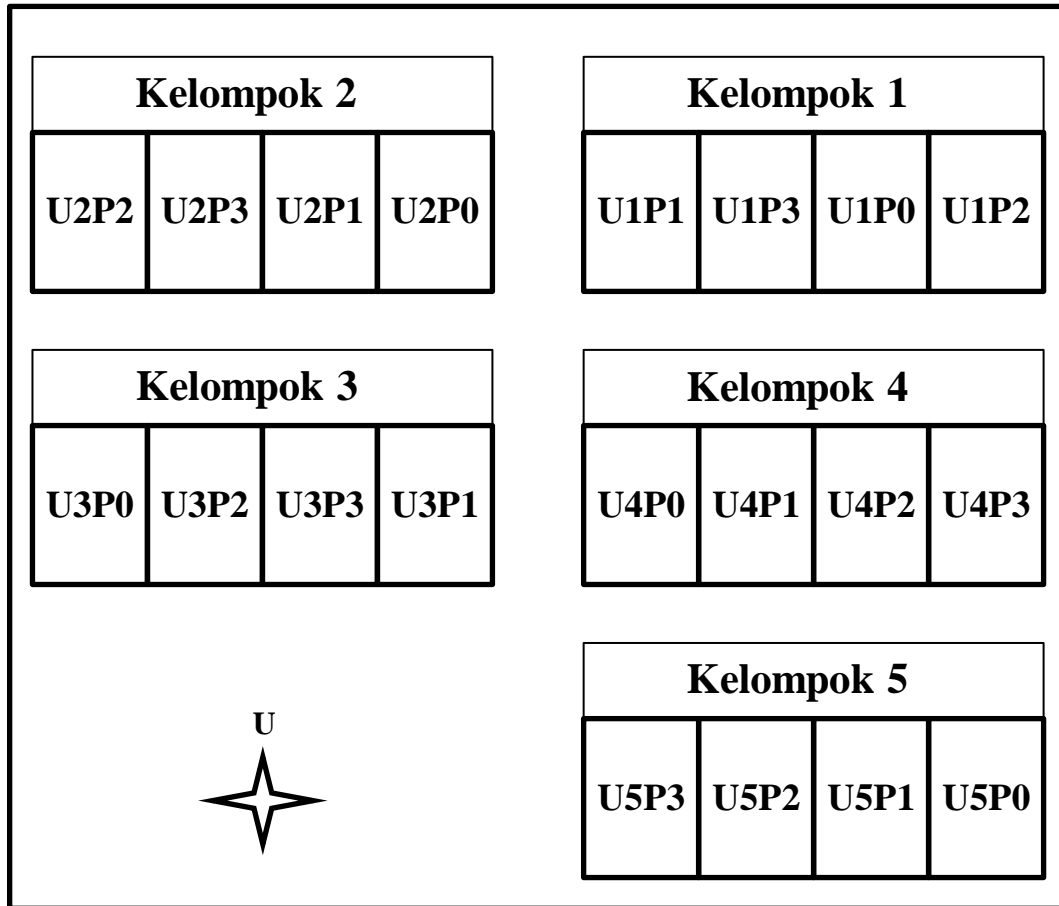 Kelompok 2
U2P2 U2P3 U2P1 U2P0
Kelompok 1
U1P1 U1P3 U1P0 U1P2
Kelompok 3
U3P0 U3P2 U3P3 U3P1
Kelompok 4
U4P0 U4P1 U4P2 U4P3
U
Kelompok 5
U5P3 U5P2 U5P1 U5P0